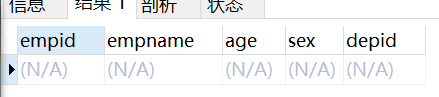 信息 结果 1 剖析 状态
empid empname age sex depid
(N/A) (N/A) (N/A) (N/A) (N/A)